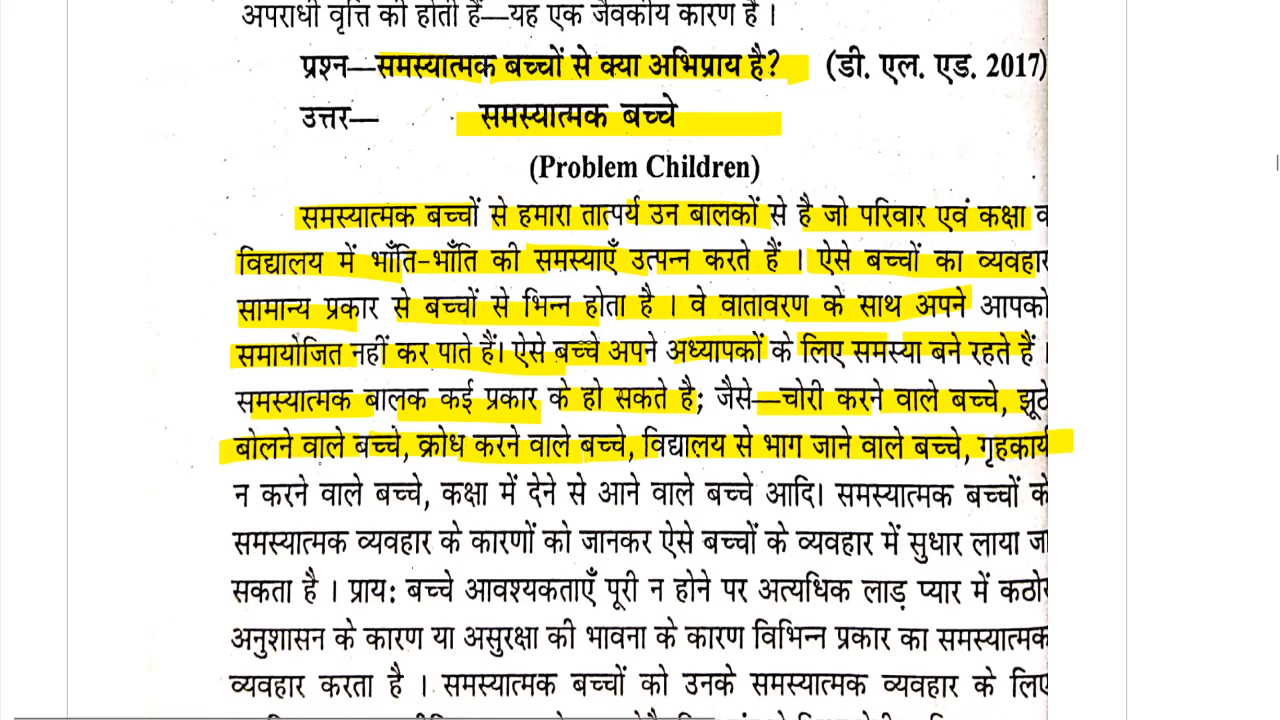 अपराधी वृत्ति की होती हैं—यह एक जैवकीय कारण है ।
प्रश्न—समस्यात्मक बच्चों से क्या अभिप्राय है? (डी. एल. एड. 2017)
उत्तर— समस्यात्मक बच्चे
(Problem Children)
समस्यात्मक बच्चों से हमारा तात्पर्य उन बालकों से है जो परिवार एवं कक्षा व
विद्यालय में भाँति-भाँति की समस्याएँ उत्पन्न करते हैं । ऐसे बच्चों का व्यवहार
सामान्य प्रकार से बच्चों से भिन्न होता है । वे वातावरण के साथ अपने आपको
समायोजित नहीं कर पाते हैं। ऐसे बच्चे अपने अध्यापकों के लिए समस्या बने रहते हैं ।
समस्यात्मक बालक कई प्रकार के हो सकते है; जैसे—चोरी करने वाले बच्चे, झूठे
बोलने वाले बच्चे, क्रोध करने वाले बच्चे, विद्यालय से भाग जाने वाले बच्चे, गृहकार्य
न करने वाले बच्चे, कक्षा में देने से आने वाले बच्चे आदि। समस्यात्मक बच्चों के
समस्यात्मक व्यवहार के कारणों को जानकर ऐसे बच्चों के व्यवहार में सुधार लाया जा
सकता है । प्राय: बच्चे आवश्यकताएँ पूरी न होने पर अत्यधिक लाड़ प्यार में कठोर
अनुशासन के कारण या असुरक्षा की भावना के कारण विभिन्न प्रकार का समस्यात्मक
व्यवहार करता है । समस्यात्मक बच्चों को उनके समस्यात्मक व्यवहार के लिए